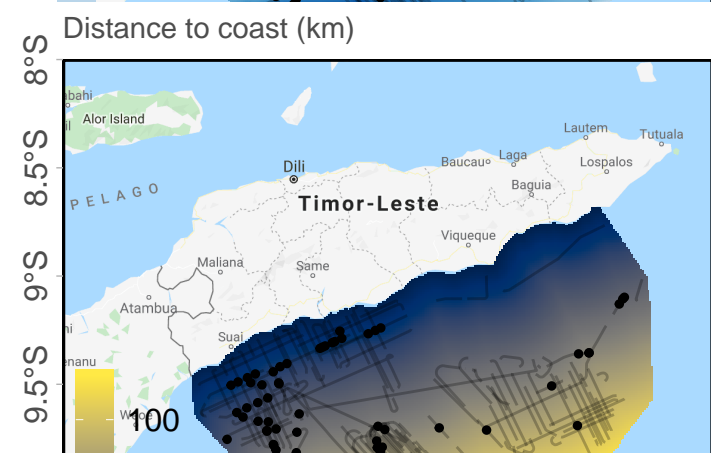 Distance to coast (km)
8°S
8.5°S
9°S
9.5°S
Alor Island
PELAGO
Dili
Timor-Leste
Baucau
Laga
Lautem
Tutuala
Lospalos
Baguia
Viqueque
Maliana
Same
Atambua
Suai
100